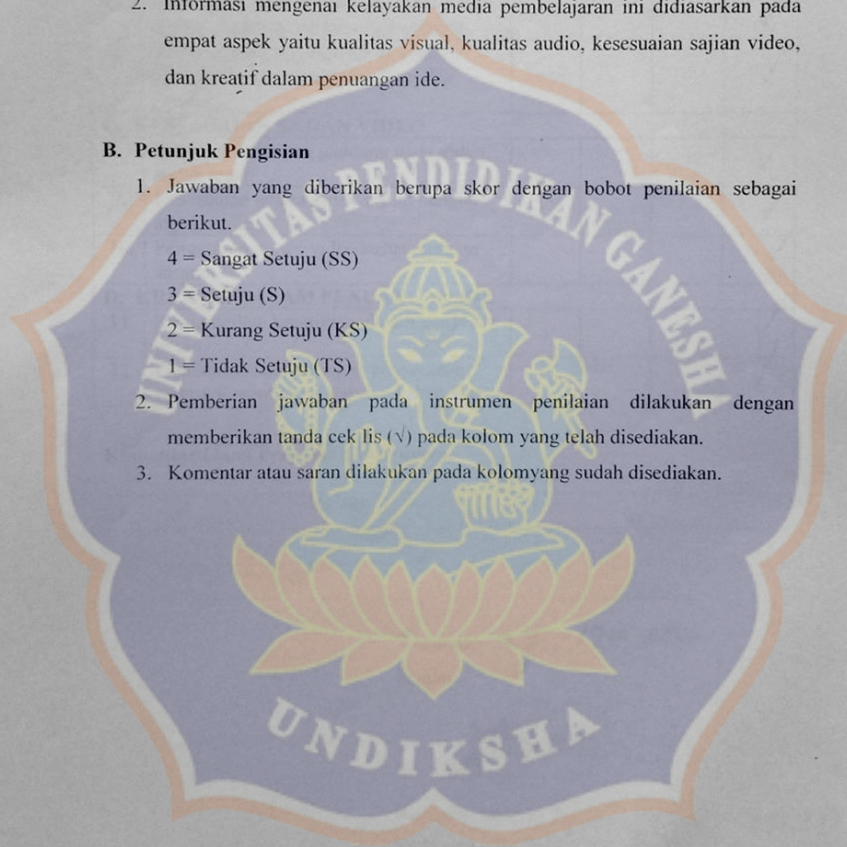 2. Informasi mengenai kelayakan media pembelajaran ini didiasarkan pada
empat aspek yaitu kualitas visual, kualitas audio, kesesuaian sajian video,
dan kreatif dalam penuangan ide.
B. Petunjuk Pengisian
1. Jawaban yang diberikan berupa skor dengan bobot penilaian sebagai
berikut.
4 = Sangat Setuju (SS)
3 = Setuju (S)
2 = Kurang Setuju (KS)
1 = Tidak Setuju (TS)
2. Pemberian jawaban pada instrumen penilaian dilakukan dengan
memberikan tanda cek lis (√) pada kolom yang telah disediakan.
3. Komentar atau saran dilakukan pada kolomyang sudah disediakan.
UNIVERSITAS PENDIDIKAN GANESHA
UNDIKSHA